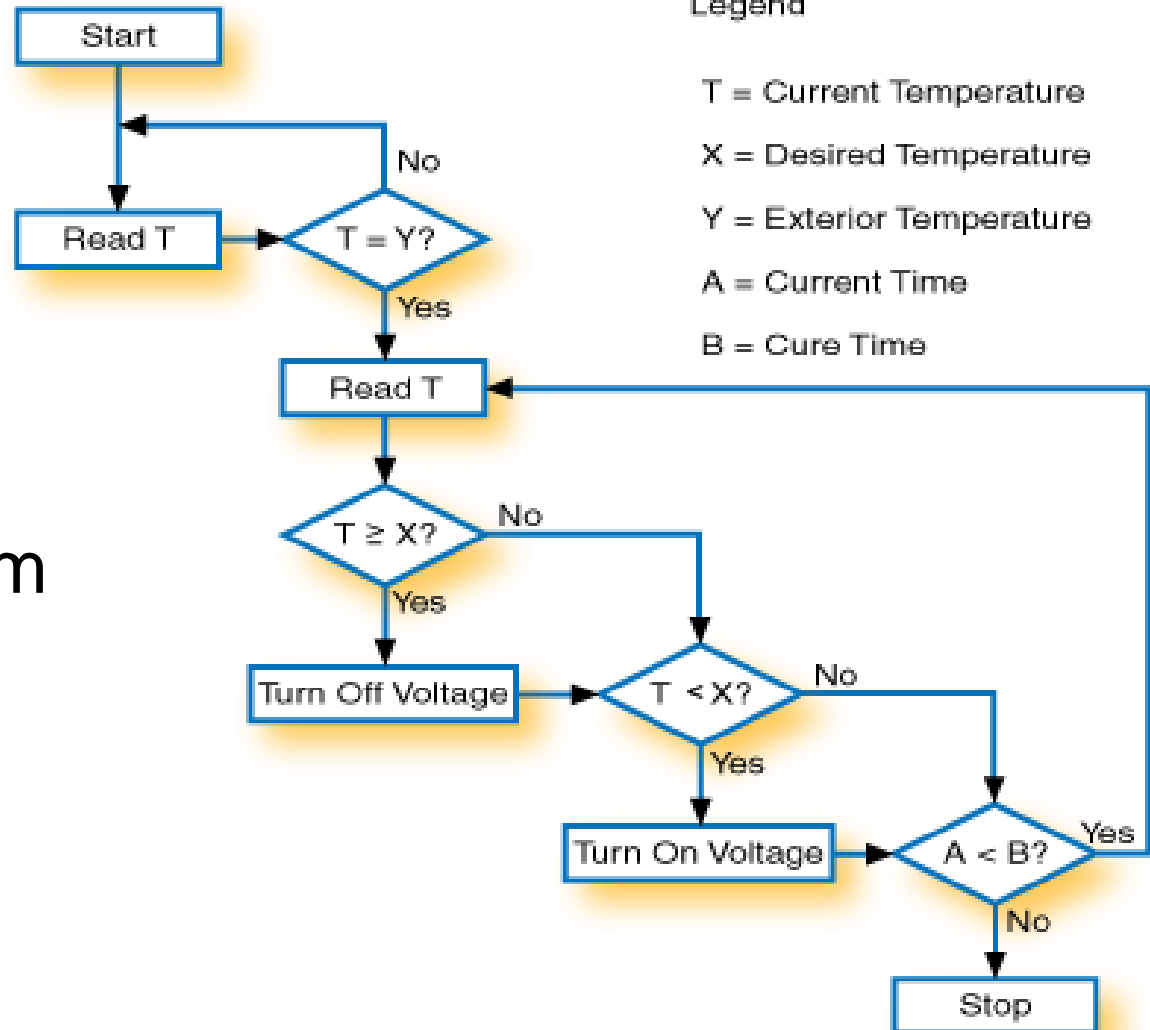 Legend
Start
T = Current Temperature
X = Desired Temperature
No
Y = Exterior Temperature
Read T
T = Y?
A = Current Time
Yes
B = Cure Time
Read T
No
T ≥ X?
m
Yes
No
Turn Off Voltage
T < X?
Yes
Yes
Turn On Voltage
A < B?
No
Stop